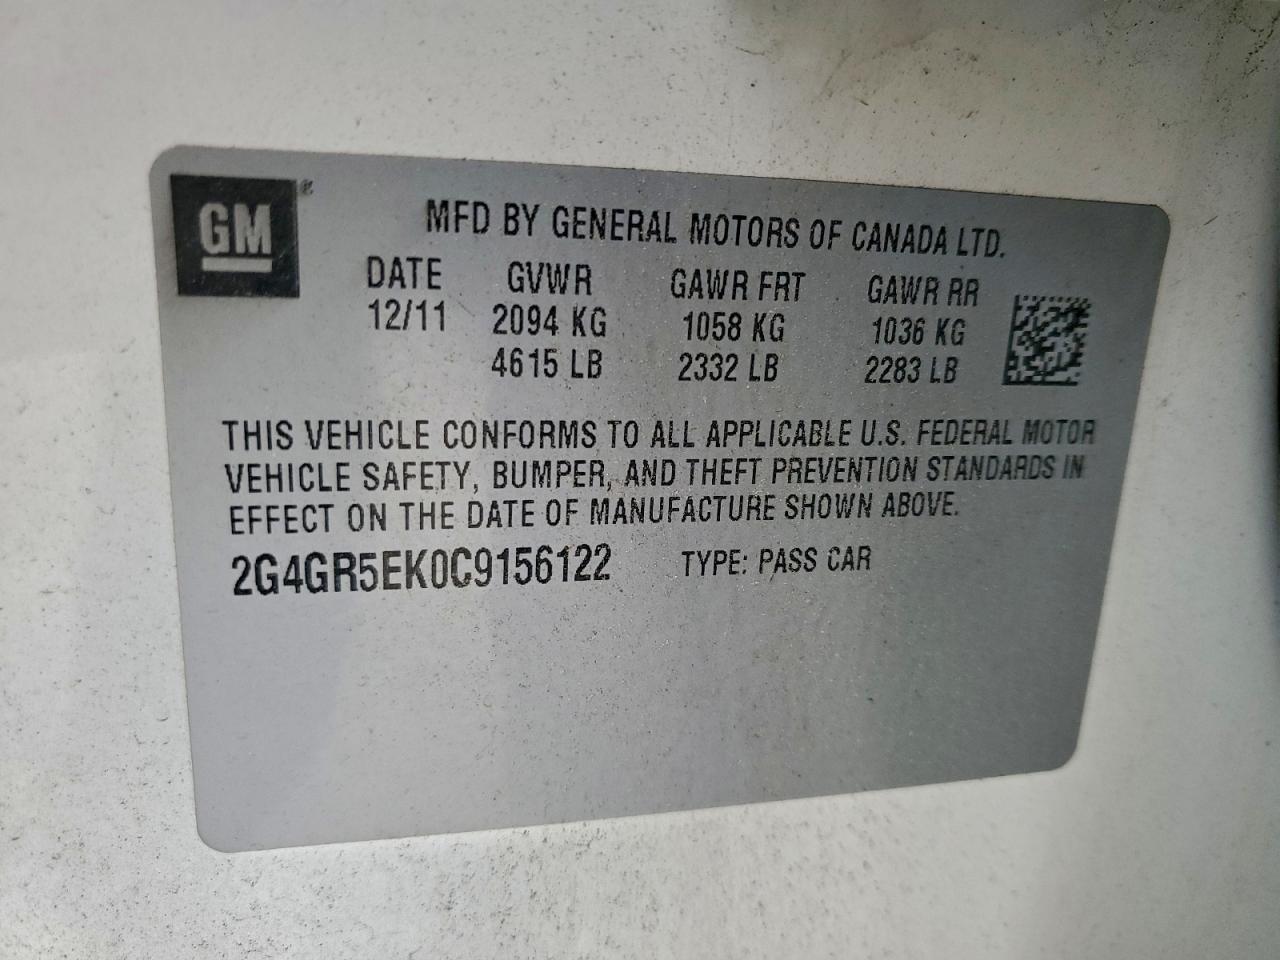 GM®
MFD BY GENERAL MOTORS OF CANADA LTD.
DATE GVWR GAWR FRT GAWR RR
12/11 2094 KG 1058 KG 1036 KG
4615 LB 2332 LB 2283 LB
THIS VEHICLE CONFORMS TO ALL APPLICABLE U.S. FEDERAL MOTOR
VEHICLE SAFETY, BUMPER, AND THEFT PREVENTION STANDARDS IN
EFFECT ON THE DATE OF MANUFACTURE SHOWN ABOVE.
2G4GR5EK0C9156122 TYPE: PASS CAR